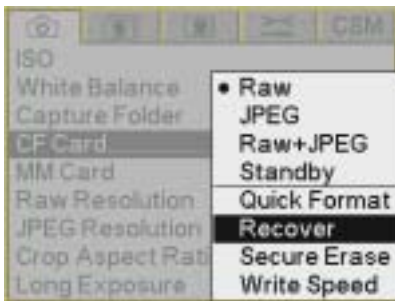 CSM
ISO
White Balance
Capture Folder
CF Card
MM Card
Raw Resolution
JPEG Resolution
Crop Aspect Rati
Long Exposure
Raw
JPEG
Raw+JPEG
Standby
Quick Format
Recover
Secure Erase
Write Speed